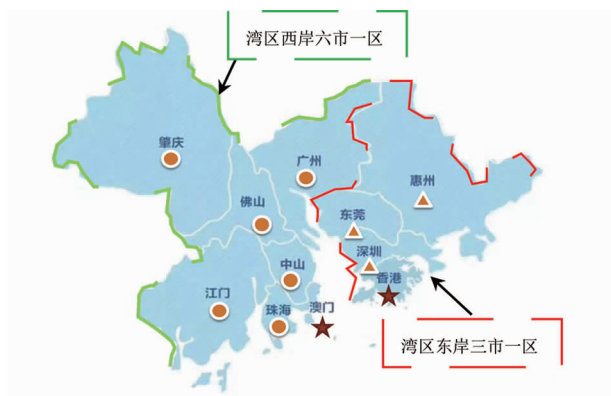 湾区西岸六市一区
肇庆
广州
惠州
佛山
东莞
深圳
中山
香港
江门
珠海
澳门
湾区东岸三市一区